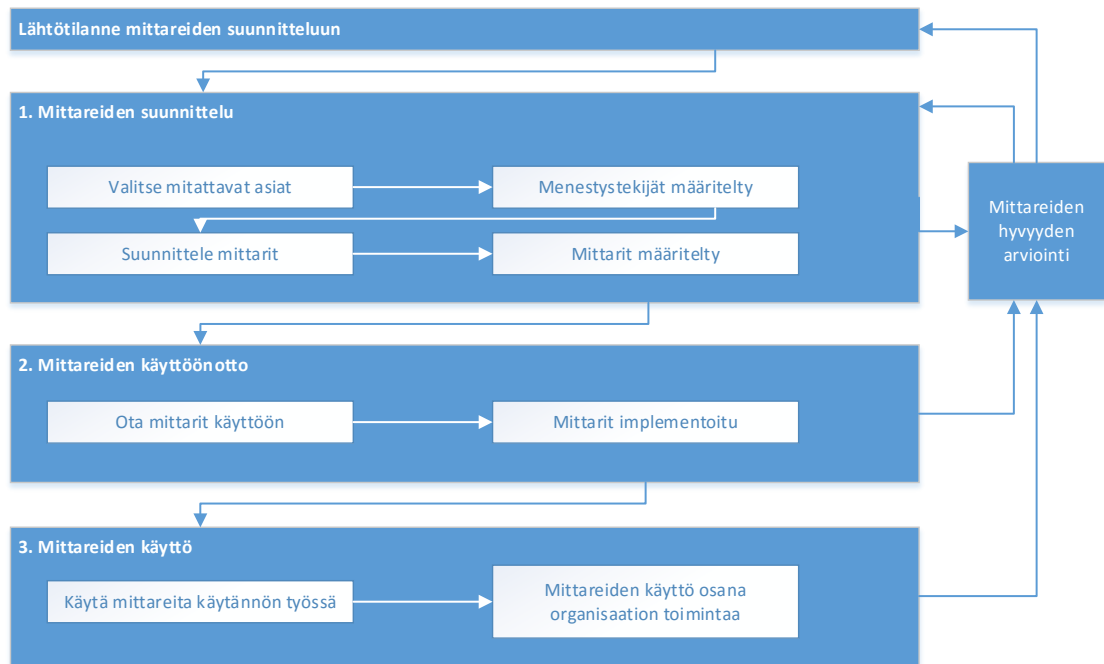 Lähtötilanne mittareiden suunnitteluun
1. Mittareiden suunnittelu
Valitse mitattavat asiat
Menestystekijät määritelty
Suunnittele mittarit
Mittarit määritelty
Mittareiden
hyvyyden
arviointi
2. Mittareiden käyttöönotto
Ota mittarit käyttöön
Mittarit implementoitu
3. Mittareiden käyttö
Käytä mittareita käytännön työssä
Mittareiden käyttö osana
organisaation toimintaa